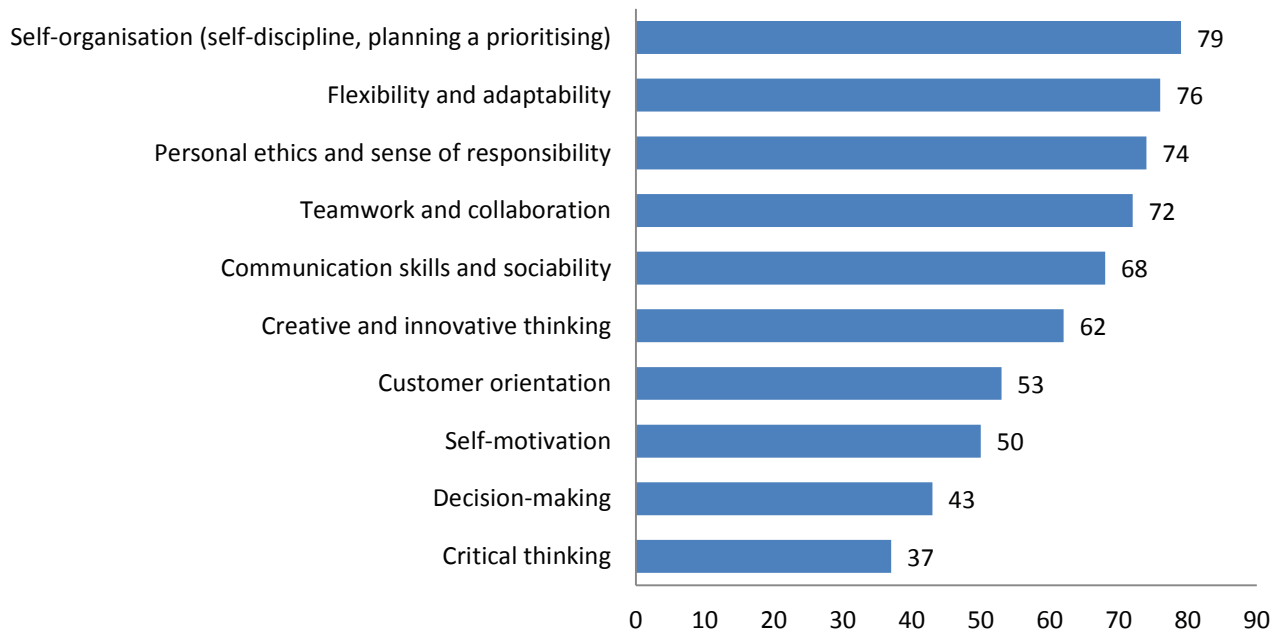 Self-organisation (self-discipline, planning a prioritising) 79
Flexibility and adaptability 76
Personal ethics and sense of responsibility 74
Teamwork and collaboration 72
Communication skills and sociability 68
Creative and innovative thinking 62
Customer orientation 53
Self-motivation 50
Decision-making 43
Critical thinking 37
0 10 20 30 40 50 60 70 80 90